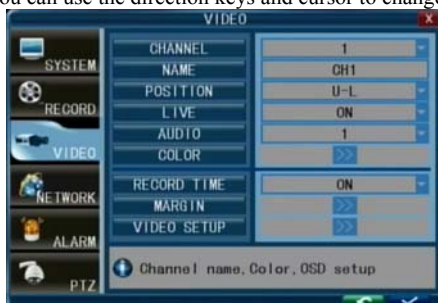 ou can use the direction keys and cursor to change
VIDEO X
SYSTEM
RECORD
VIDEO
NETWORK
ALARM
PTZ
CHANNEL 1
NAME CH1
POSITION U-L
LIVE ON
AUDIO 1
COLOR >>
RECORD TIME ON
MARGIN >>
VIDEO SETUP >>
Channel name, Color, OSD setup